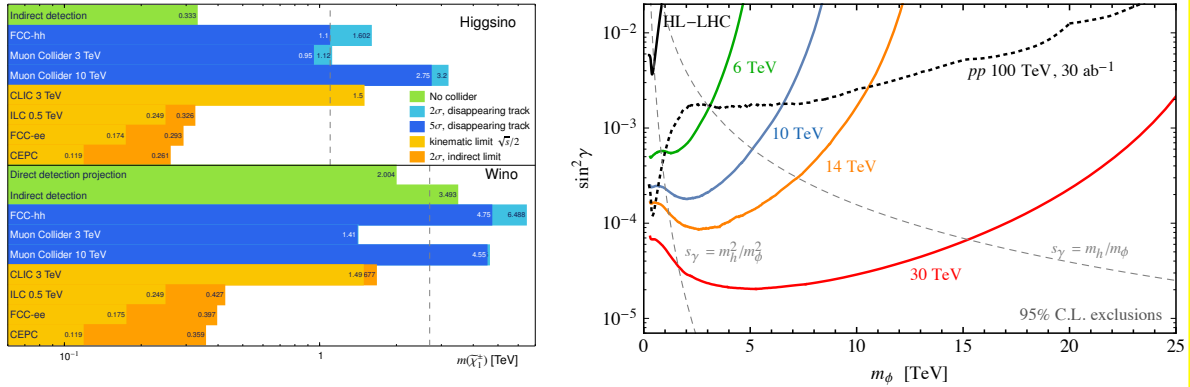 Higgsino
Indirect detection 0.333
FCC-hh 1.1 1.602
Muon Collider 3 TeV 0.95 1.12
Muon Collider 10 TeV 2.75 3.2
CLIC 3 TeV 1.5
ILC 0.5 TeV 0.249 0.326
FCC-ee 0.174 0.293
CEPC 0.119 0.261
No collider
2σ, disappearing track
5σ, disappearing track
kinematic limit √s/2
2σ, indirect limit
Wino
Direct detection projection 2.004
Indirect detection 3.493
FCC-hh 4.75 6.488
Muon Collider 3 TeV 1.41
Muon Collider 10 TeV 4.55
CLIC 3 TeV 1.49 677
ILC 0.5 TeV 0.249 0.427
FCC-ee 0.175 0.397
CEPC 0.119 0.359
10⁻¹ 1
m(χ̃₁±) [TeV]
10⁻²
10⁻³
10⁻⁴
10⁻⁵
sin² γ
HL-LHC
6 TeV
pp 100 TeV, 30 ab⁻¹
10 TeV
14 TeV
s_γ = m_h²/m_φ²
s_γ = m_h/m_φ
30 TeV
95% C.L. exclusions
0 5 10 15 20 25
m_φ [TeV]